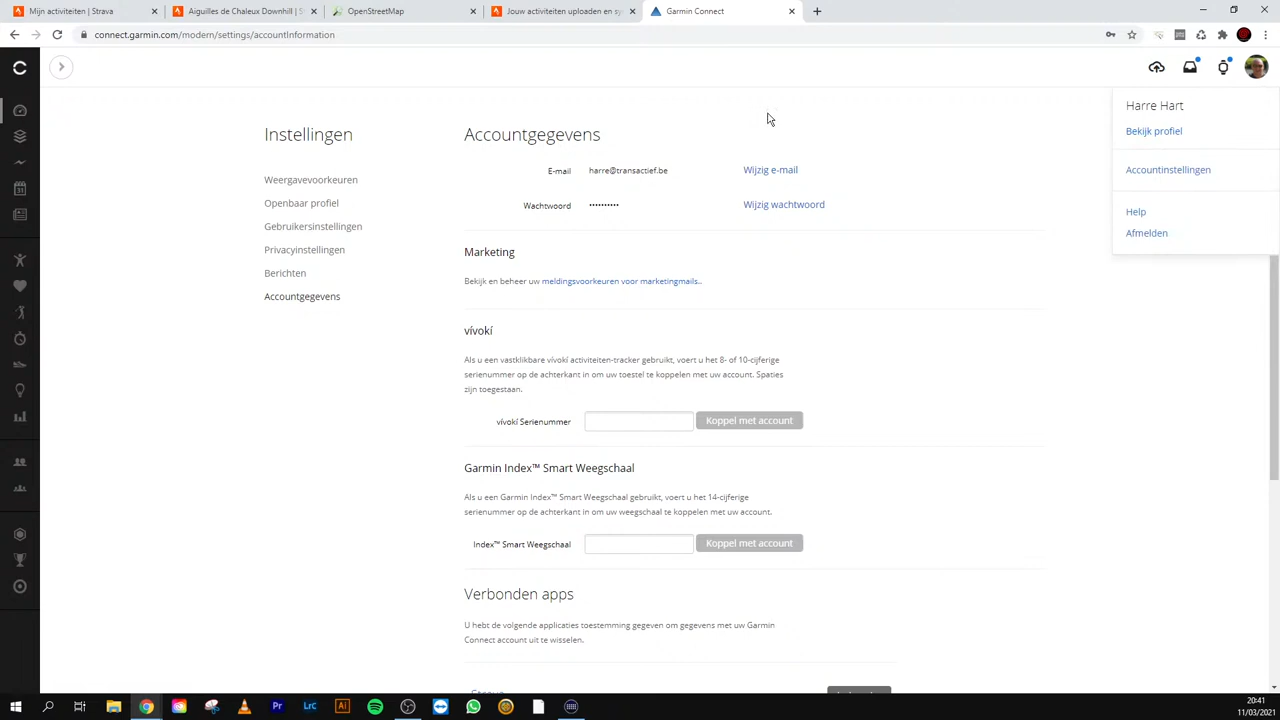 Mijn activiteiten | Strava
Aiguilles de Chaleux Downhill | S
OpenStreetMap
Jouw activiteiten uploaden en sy
Garmin Connect
connect.garmin.com/modern/settings/accountInformation
Harre Hart
Bekijk profiel
Accountinstellingen
Help
Afmelden
Instellingen
Weergavevoorkeuren
Openbaar profiel
Gebruikersinstellingen
Privacyinstellingen
Berichten
Accountgegevens
Accountgegevens
E-mail harre@transactief.be Wijzig e-mail
Wachtwoord •••••••••• Wijzig wachtwoord
Marketing
Bekijk en beheer uw meldingsvoorkeuren voor marketingmails..
vívokí
Als u een vastklikbare vívokí activiteiten-tracker gebruikt, voert u het 8- of 10-cijferige
serienummer op de achterkant in om uw toestel te koppelen met uw account. Spaties
zijn toegestaan.
vívokí Serienummer Koppel met account
Garmin Index™ Smart Weegschaal
Als u een Garmin Index™ Smart Weegschaal gebruikt, voert u het 14-cijferige
serienummer op de achterkant in om uw weegschaal te koppelen met uw account.
Index™ Smart Weegschaal Koppel met account
Verbonden apps
U hebt de volgende applicaties toestemming gegeven om gegevens met uw Garmin
Connect account uit te wisselen.
Strava
Pr
LrC
Ai
20:41
11/03/2021